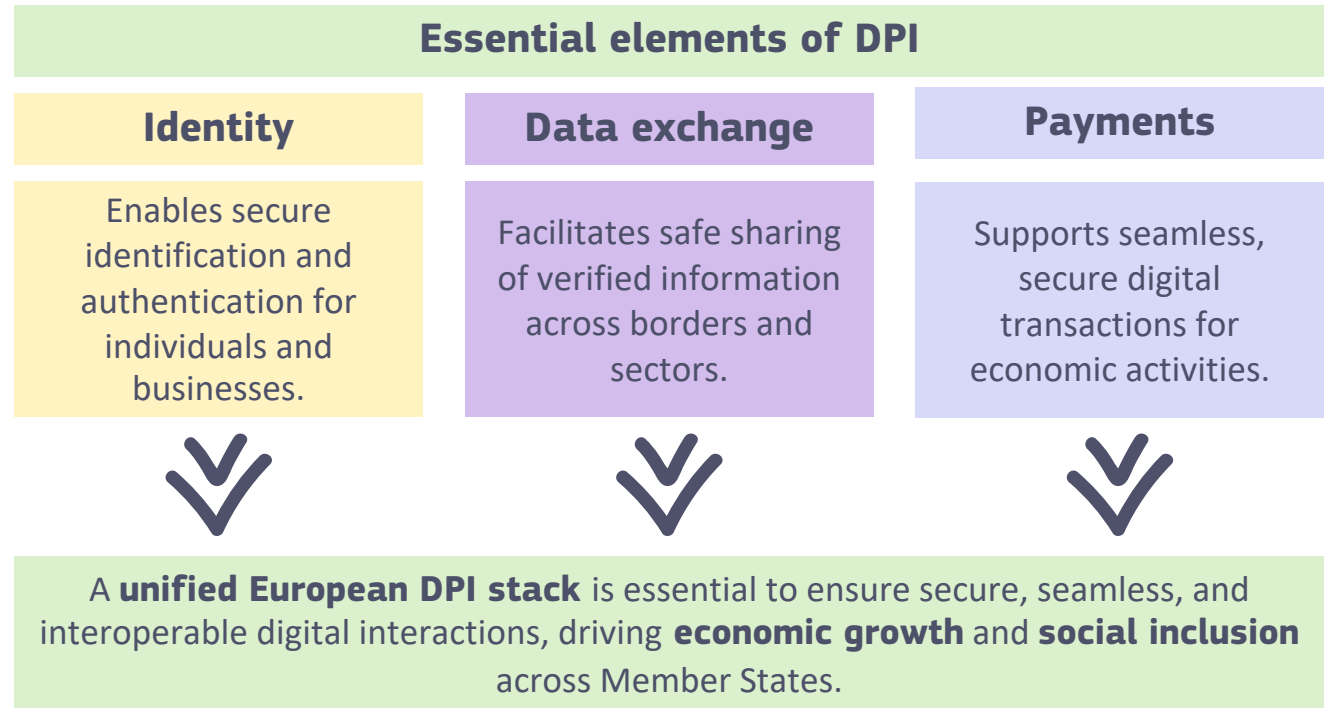 Essential elements of DPI
Identity
Enables secure
identification and
authentication for
individuals and
businesses.
Data exchange
Facilitates safe sharing
of verified information
across borders and
sectors.
Payments
Supports seamless,
secure digital
transactions for
economic activities.
A unified European DPI stack is essential to ensure secure, seamless, and
interoperable digital interactions, driving economic growth and social inclusion
across Member States.